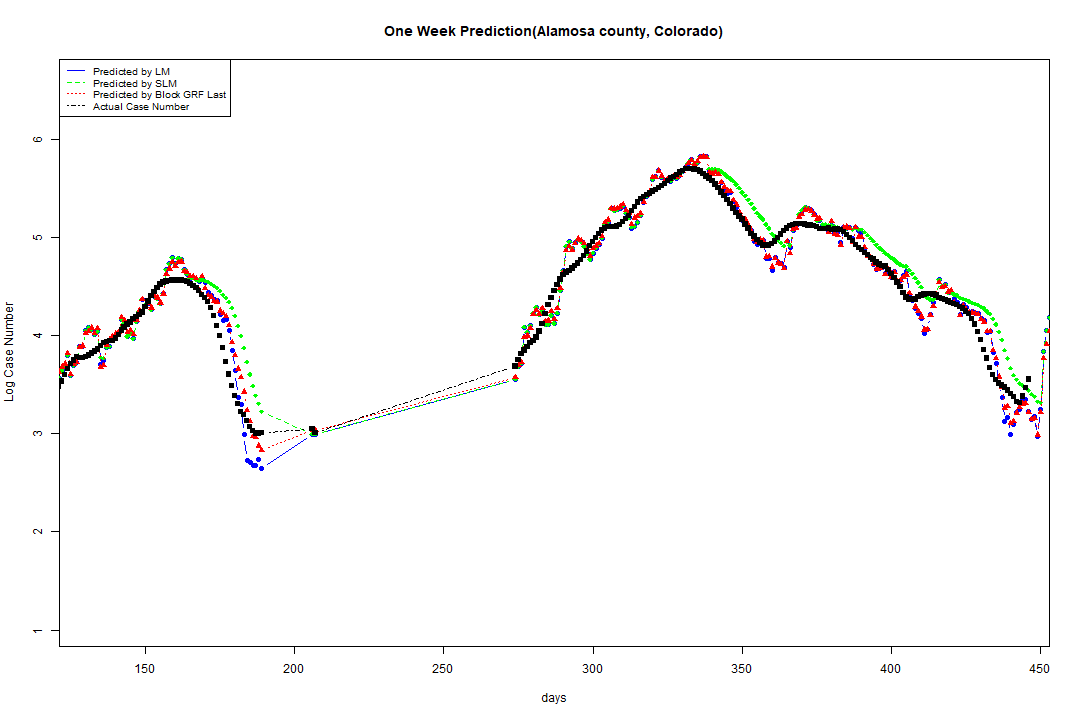 One Week Prediction(Alamosa county, Colorado)
Predicted by LM
Predicted by SLM
Predicted by Block GRF Last
Actual Case Number
Log Case Number
6
5
4
3
2
1
150 200 250 300 350 400 450
days